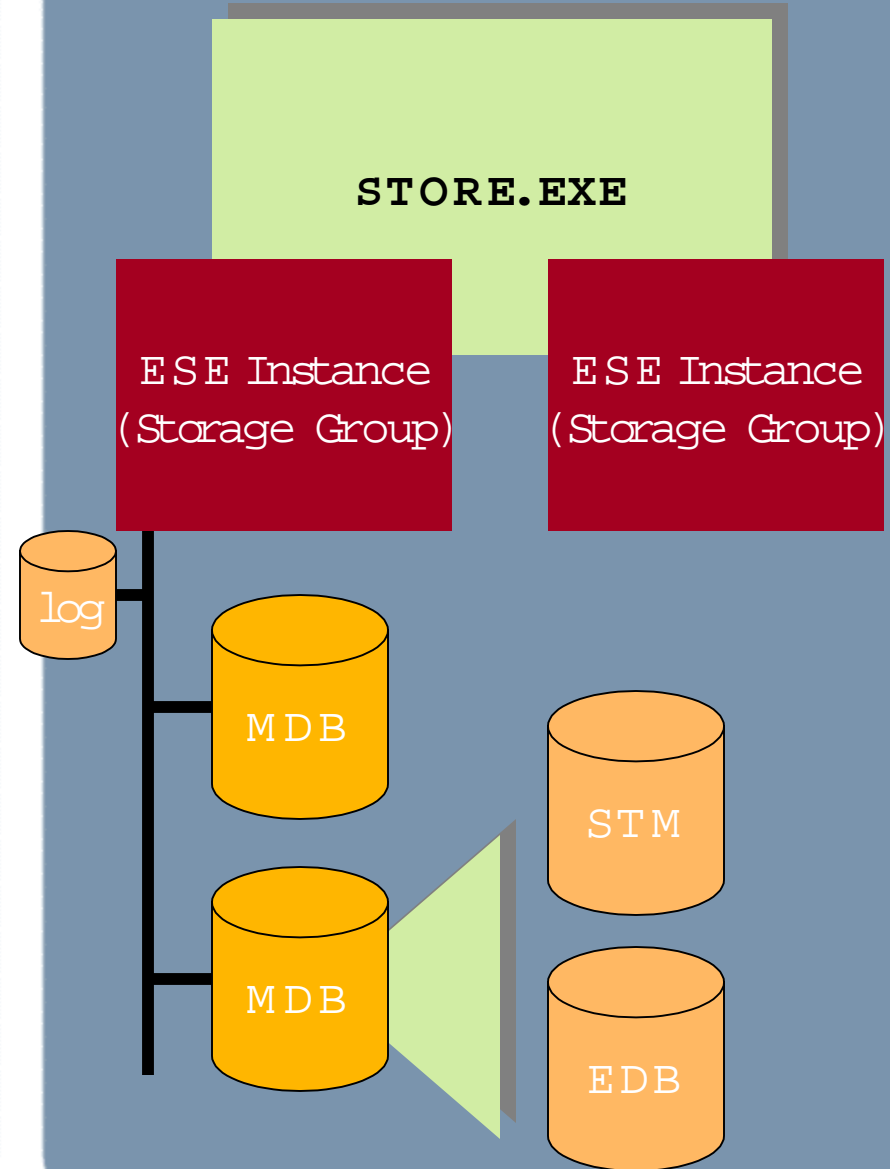 STORE.EXE
ESE Instance
(Storage Group)
ESE Instance
(Storage Group)
log
MDB
STM
MDB
EDB